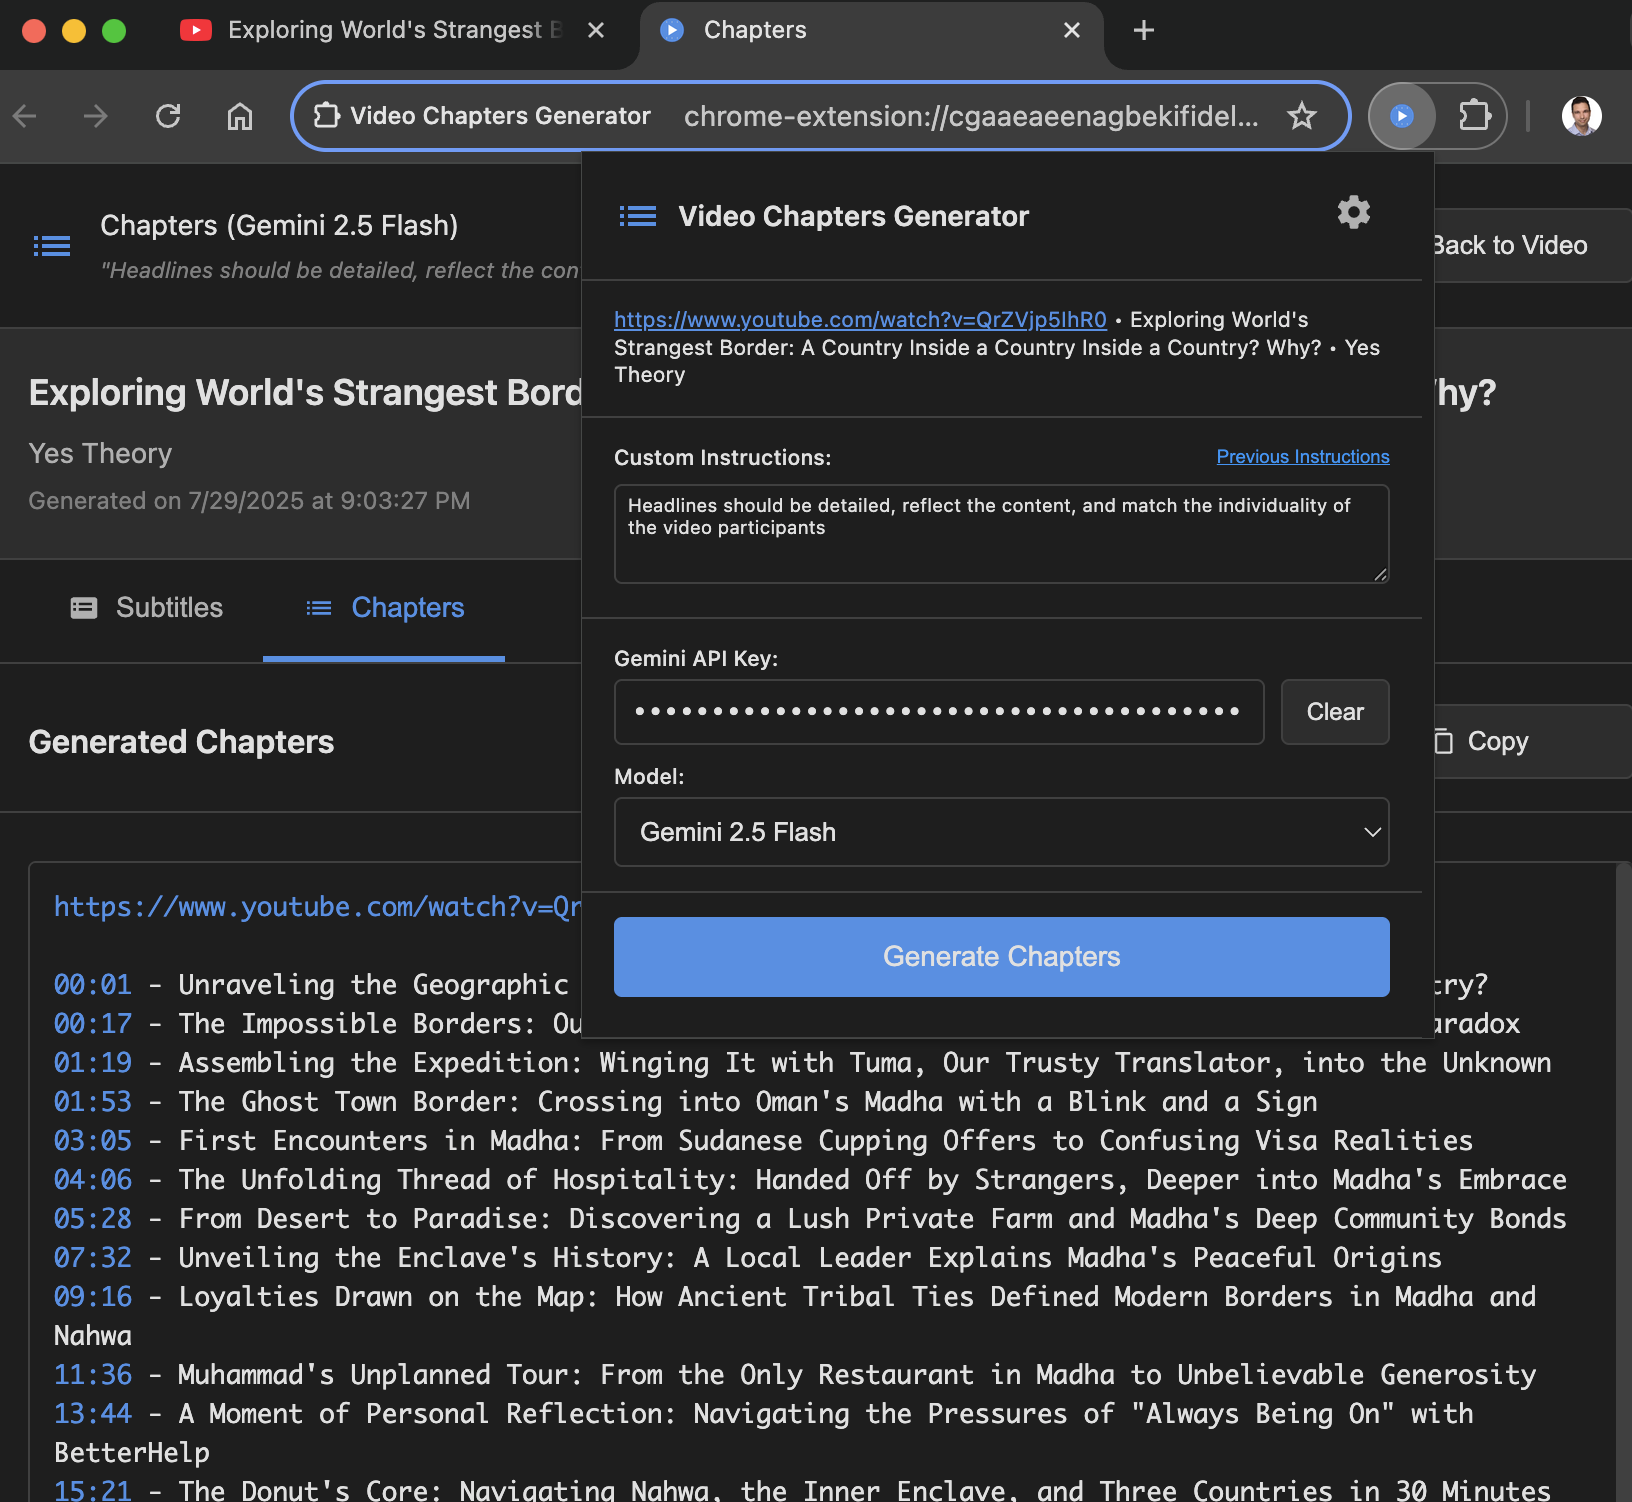 Exploring World's Strangest B
Chapters
Video Chapters Generator
chrome-extension://cgaaeaeenagbekifidel...
Chapters (Gemini 2.5 Flash)
"Headlines should be detailed, reflect the con
Back to Video
Exploring World's Strangest Bord
hy?
Yes Theory
Generated on 7/29/2025 at 9:03:27 PM
Subtitles
Chapters
Generated Chapters
Copy
Video Chapters Generator
https://www.youtube.com/watch?v=QrZVjp5IhR0 • Exploring World's
Strangest Border: A Country Inside a Country Inside a Country? Why? • Yes
Theory
Custom Instructions:
Previous Instructions
Headlines should be detailed, reflect the content, and match the individuality of
the video participants
Gemini API Key:
Clear
Model:
Gemini 2.5 Flash
Generate Chapters
https://www.youtube.com/watch?v=Qr
00:01 - Unraveling the Geographic
try?
00:17 - The Impossible Borders: Ou
aradox
01:19 - Assembling the Expedition: Winging It with Tuma, Our Trusty Translator, into the Unknown
01:53 - The Ghost Town Border: Crossing into Oman's Madha with a Blink and a Sign
03:05 - First Encounters in Madha: From Sudanese Cupping Offers to Confusing Visa Realities
04:06 - The Unfolding Thread of Hospitality: Handed Off by Strangers, Deeper into Madha's Embrace
05:28 - From Desert to Paradise: Discovering a Lush Private Farm and Madha's Deep Community Bonds
07:32 - Unveiling the Enclave's History: A Local Leader Explains Madha's Peaceful Origins
09:16 - Loyalties Drawn on the Map: How Ancient Tribal Ties Defined Modern Borders in Madha and
Nahwa
11:36 - Muhammad's Unplanned Tour: From the Only Restaurant in Madha to Unbelievable Generosity
13:44 - A Moment of Personal Reflection: Navigating the Pressures of "Always Being On" with
BetterHelp
15:21 - The Donut's Core: Navigating Nahwa, the Inner Enclave, and Three Countries in 30 Minutes